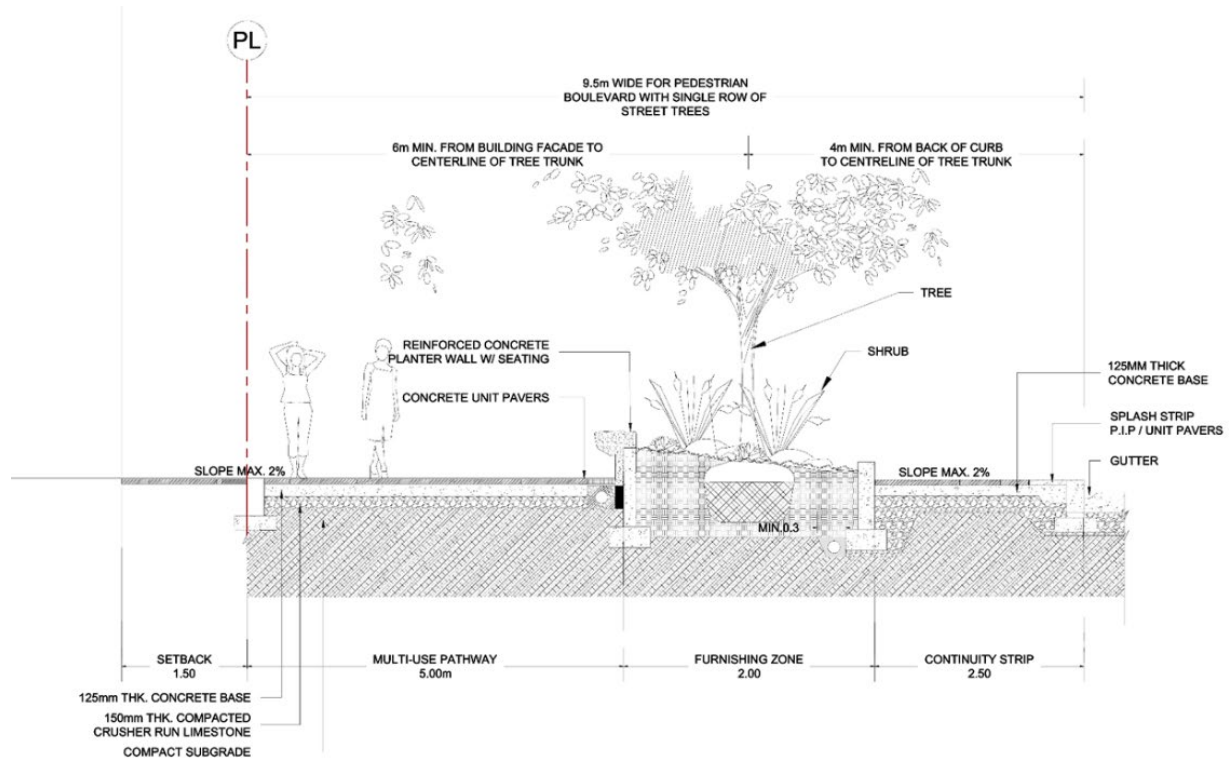 PL
9.5m WIDE FOR PEDESTRIAN
BOULEVARD WITH SINGLE ROW OF
STREET TREES
6m MIN. FROM BUILDING FACADE TO
CENTERLINE OF TREE TRUNK
4m MIN. FROM BACK OF CURB
TO CENTRELINE OF TREE TRUNK
TREE
REINFORCED CONCRETE
PLANTER WALL W/ SEATING
SHRUB
125MM THICK
CONCRETE BASE
CONCRETE UNIT PAVERS
SPLASH STRIP
P.I.P / UNIT PAVERS
GUTTER
SLOPE MAX. 2%
SLOPE MAX. 2%
MIN.0.3
SETBACK
1.50
MULTI-USE PATHWAY
5.00m
FURNISHING ZONE
2.00
CONTINUITY STRIP
2.50
125mm THK. CONCRETE BASE
150mm THK. COMPACTED
CRUSHER RUN LIMESTONE
COMPACT SUBGRADE